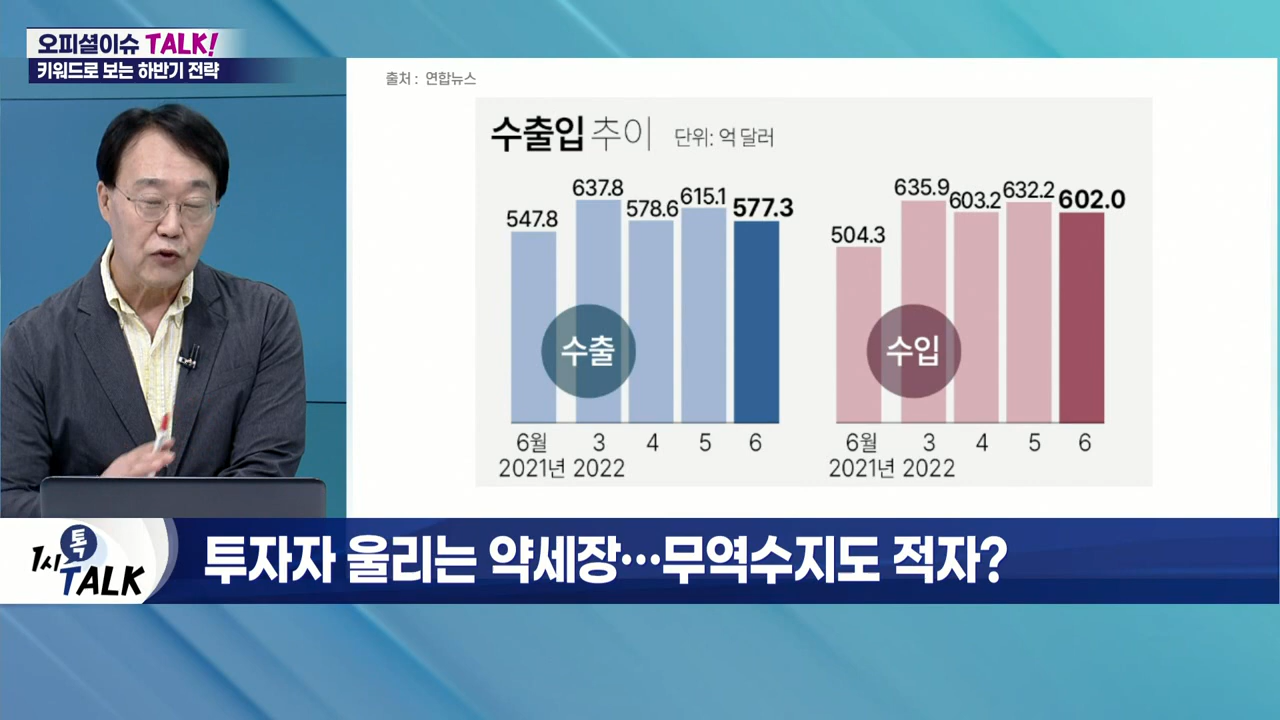 오피셜이슈 TALK!
키워드로 보는 하반기 전략
출처 : 연합뉴스
수출입 추이 단위: 억 달러
547.8 637.8 578.6 615.1 577.3
수출
6월 3 4 5 6
2021년 2022
504.3 635.9 603.2 632.2 602.0
수입
6월 3 4 5 6
2021년 2022
1시톡 TALK
투자자 울리는 약세장…무역수지도 적자?